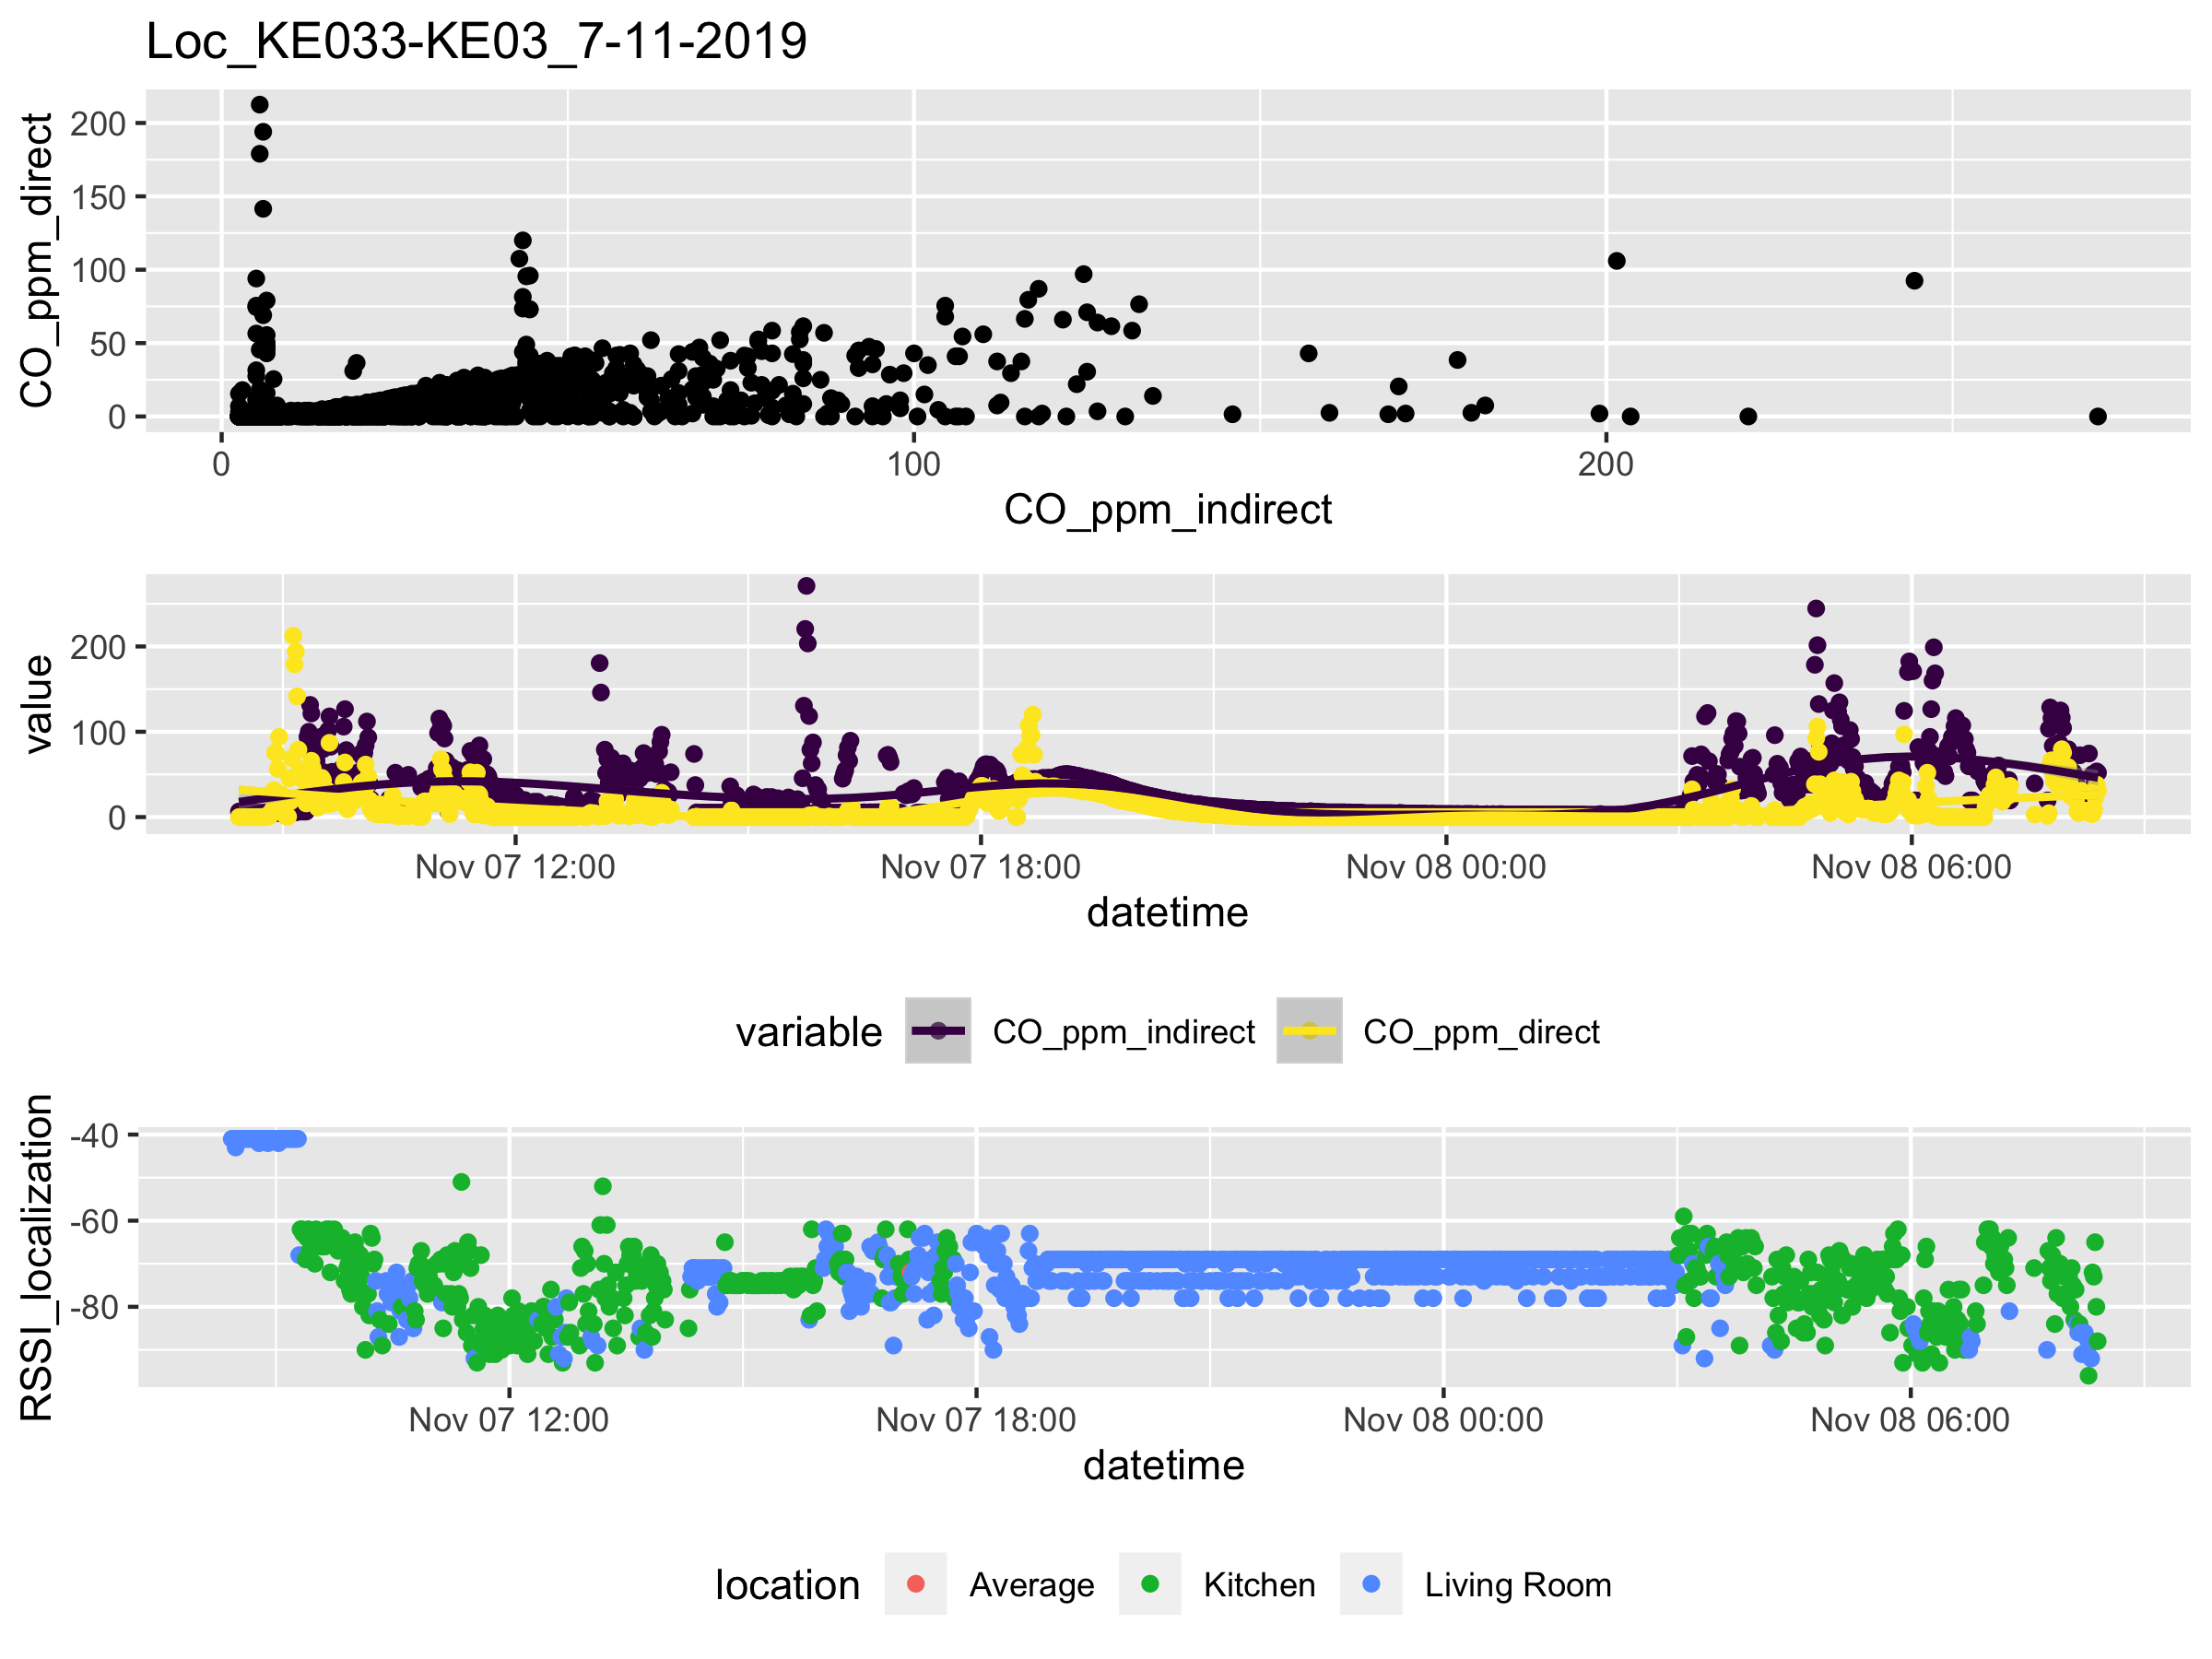 Loc_KE033-KE03_7-11-2019
CO_ppm_direct
200
150
100
50
0
0 100 200
CO_ppm_indirect
value
200
100
0
Nov 07 12:00 Nov 07 18:00 Nov 08 00:00 Nov 08 06:00
datetime
variable CO_ppm_indirect CO_ppm_direct
RSSI_localization
-40
-60
-80
Nov 07 12:00 Nov 07 18:00 Nov 08 00:00 Nov 08 06:00
datetime
location Average Kitchen Living Room